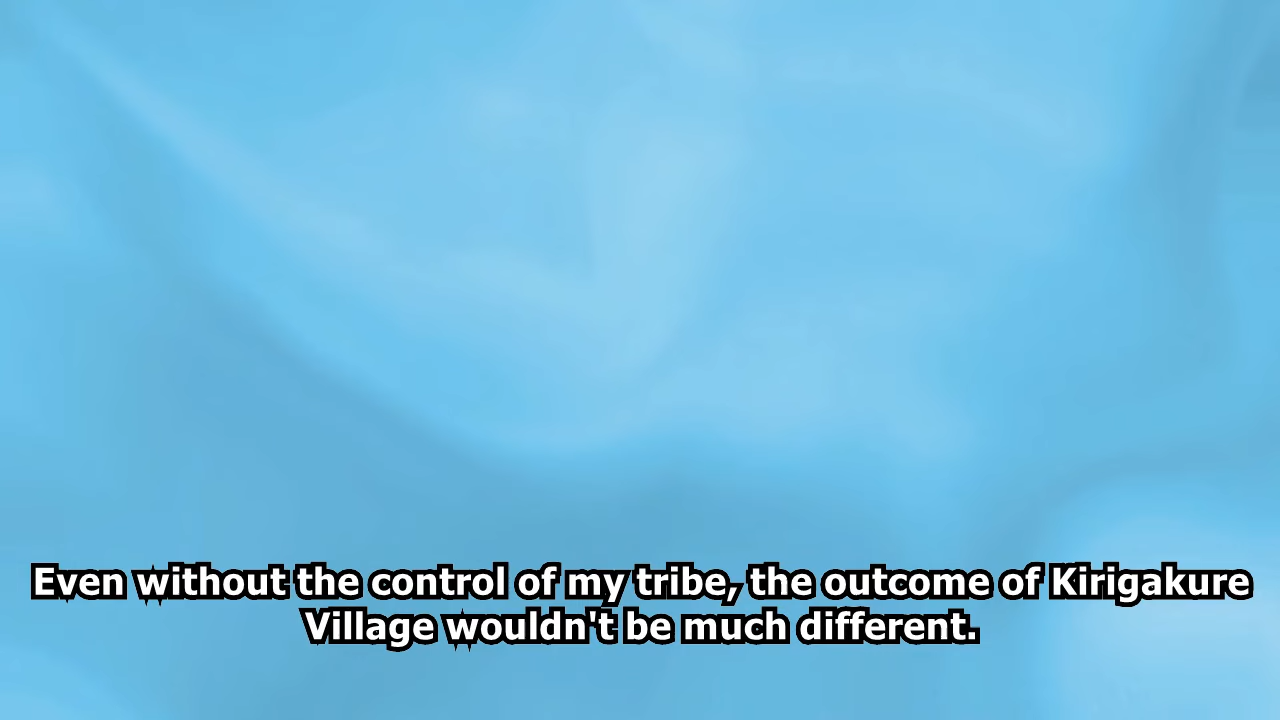 Even without the control of my tribe, the outcome of Kirigakure
Village wouldn't be much different.